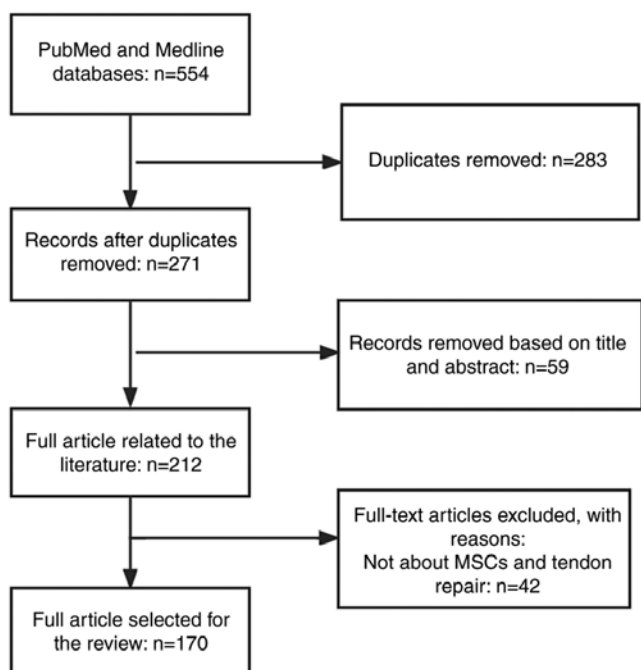 PubMed and Medline
databases: n=554
Duplicates removed: n=283
Records after duplicates
removed: n=271
Records removed based on title
and abstract: n=59
Full article related to the
literature: n=212
Full-text articles excluded, with
reasons:
Not about MSCs and tendon
repair: n=42
Full article selected for
the review: n=170